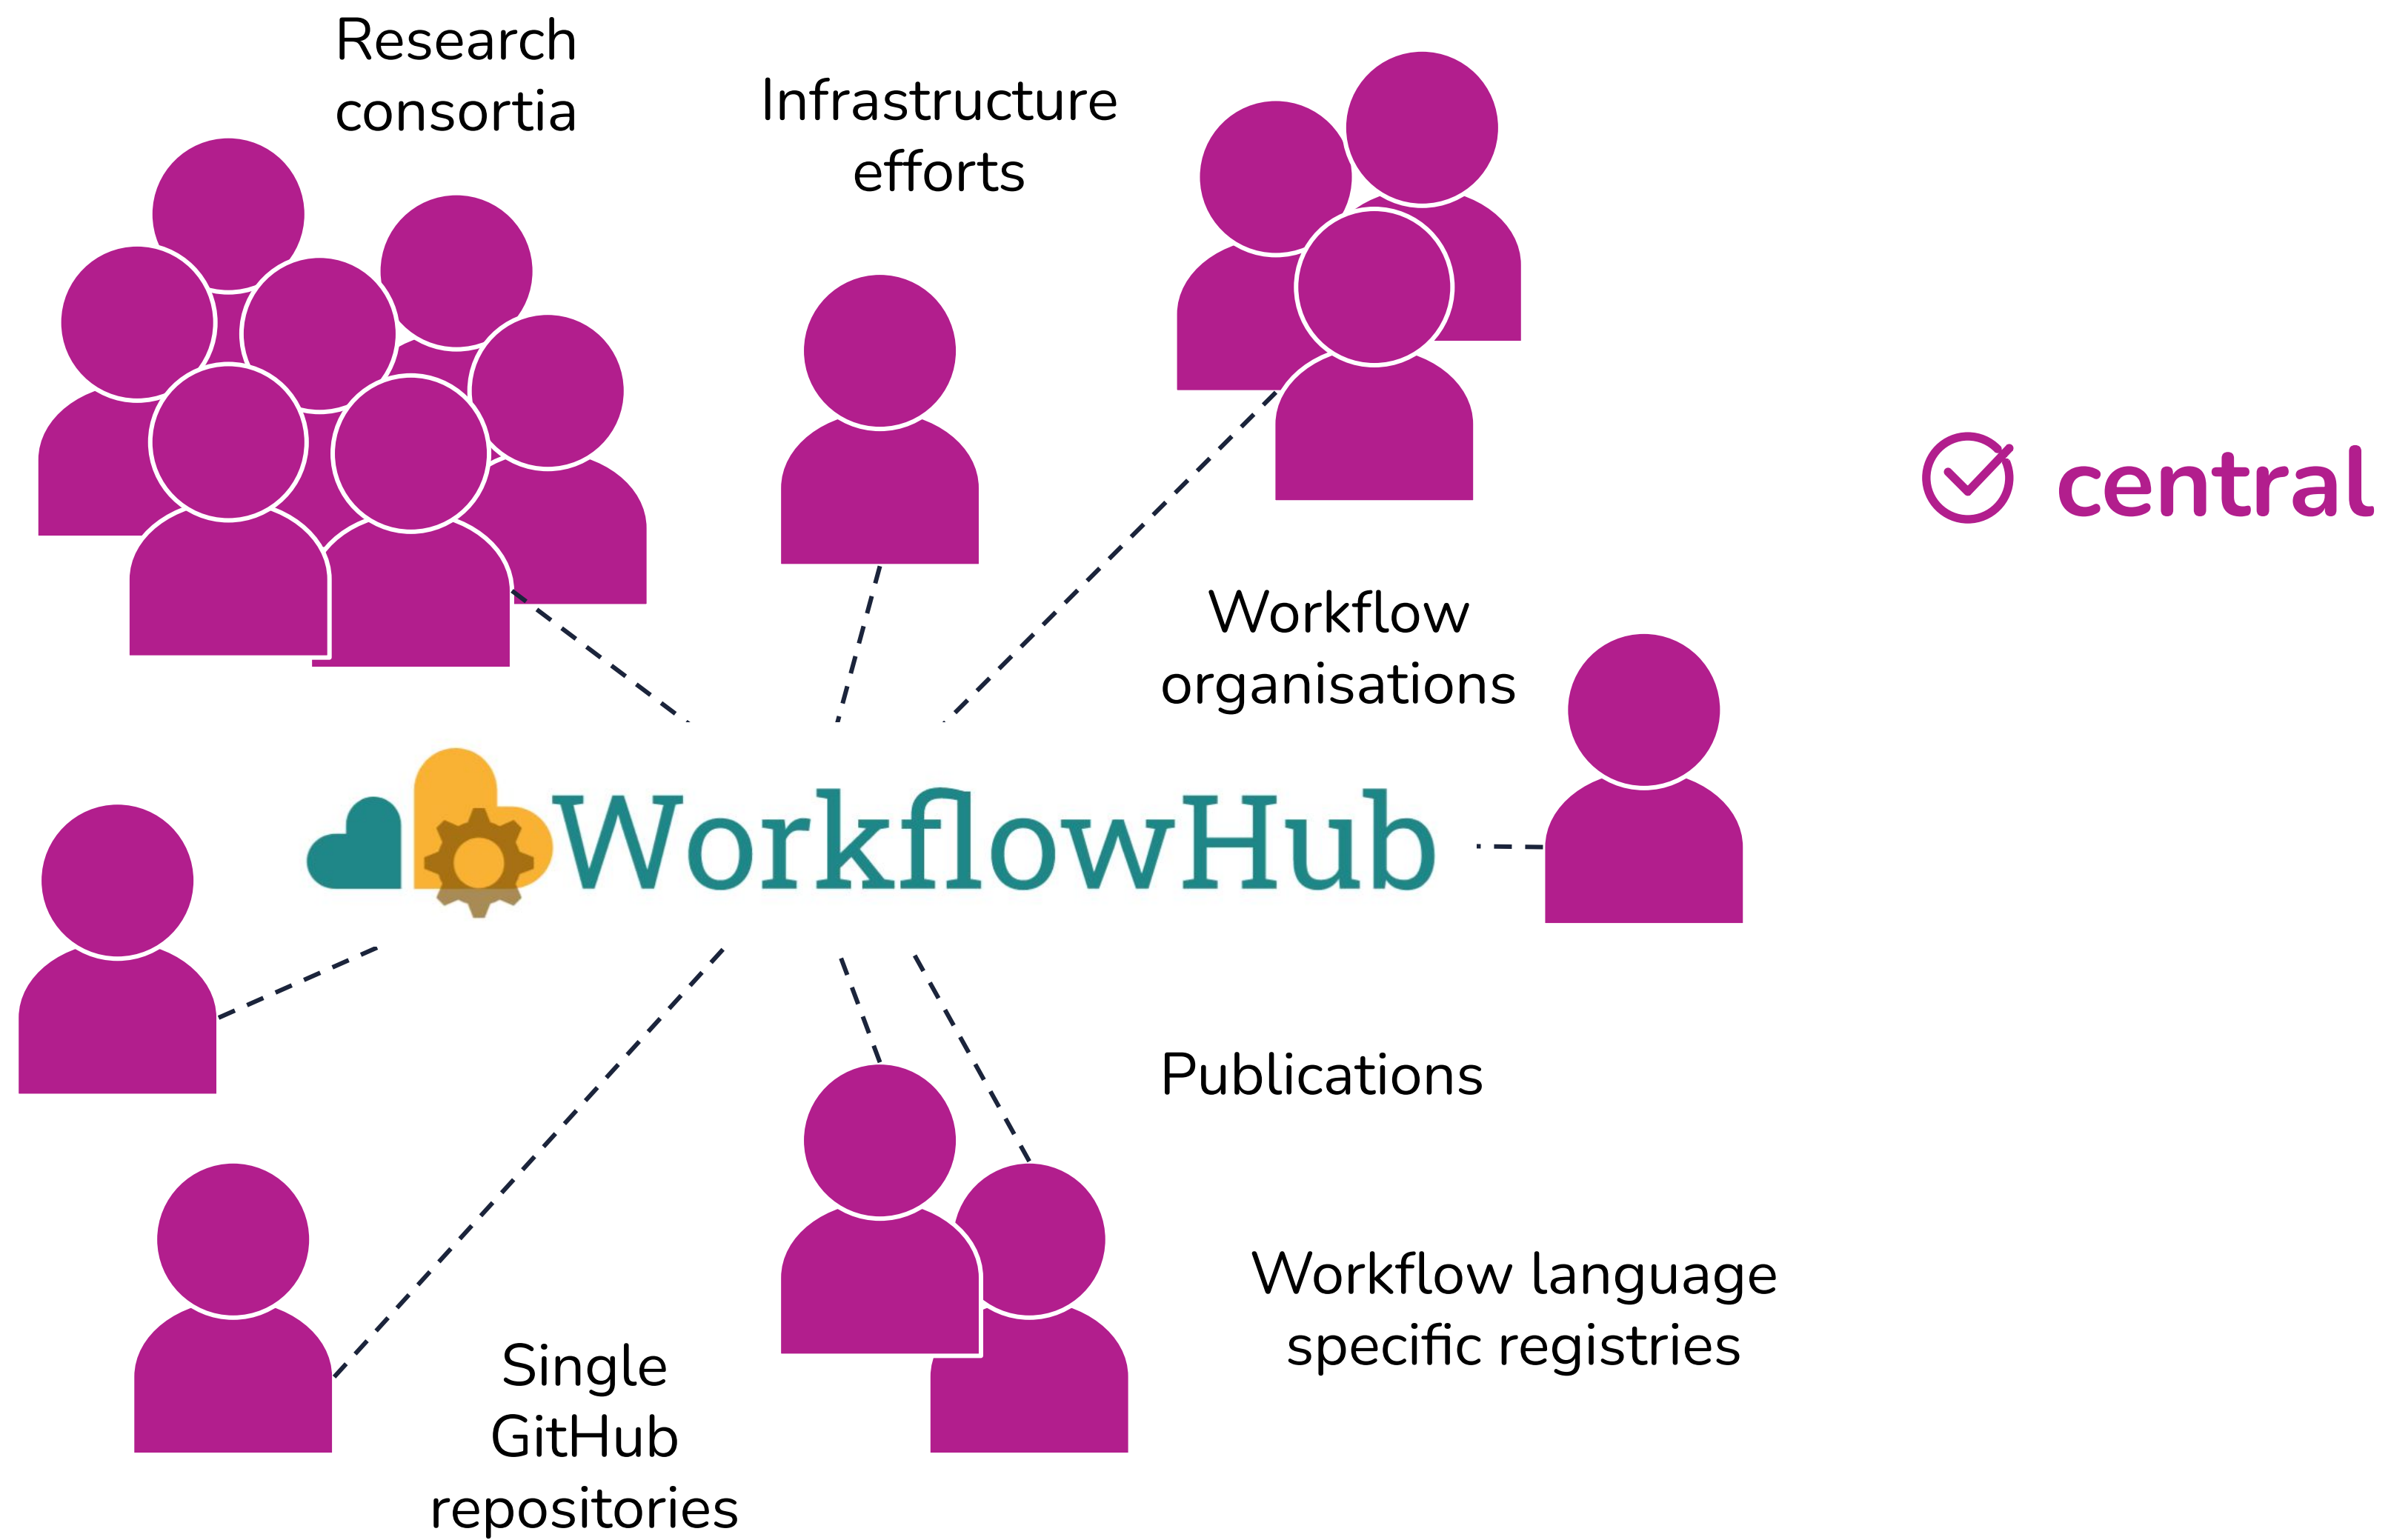 Research
consortia
Infrastructure
efforts
central
Workflow
organisations
WorkflowHub
Publications
Workflow language
specific registries
Single
GitHub
repositories